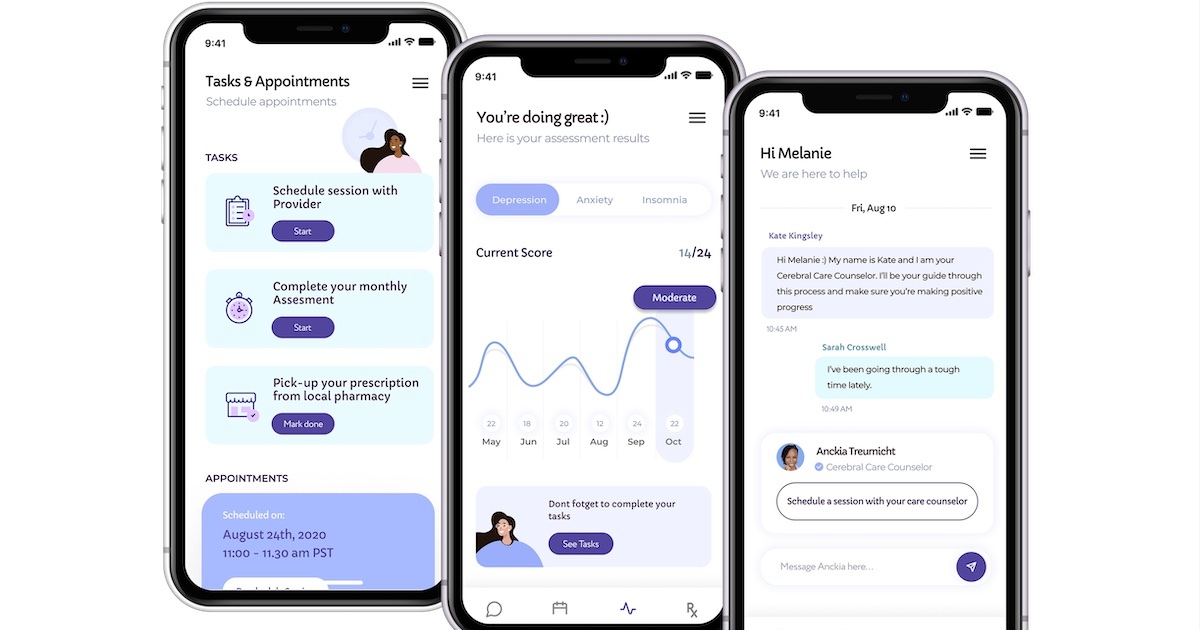 9:41
Tasks & Appointments
Schedule appointments
TASKS
Schedule session with
Provider
Start
Complete your monthly
Assesment
Start
Pick-up your prescription
from local pharmacy
Mark done
APPOINTMENTS
Scheduled on:
August 24th, 2020
11:00 - 11.30 am PST
9:41
You're doing great :)
Here is your assessment results
Depression
Anxiety
Insomnia
Current Score
14/24
Moderate
22 18 20 12 24 22
May Jun Jul Aug Sep Oct
Dont fotget to complete your
tasks
See Tasks
9:41
Hi Melanie
We are here to help
Fri, Aug 10
Kate Kingsley
Hi Melanie :) My name is Kate and I am your
Cerebral Care Counselor. I'll be your guide through
this process and make sure you're making positive
progress
10:45 AM
Sarah Crosswell
I've been going through a tough
time lately.
10:49 AM
Anckia Treumicht
Cerebral Care Counselor
Schedule a session with your care counselor
Message Anckia here...